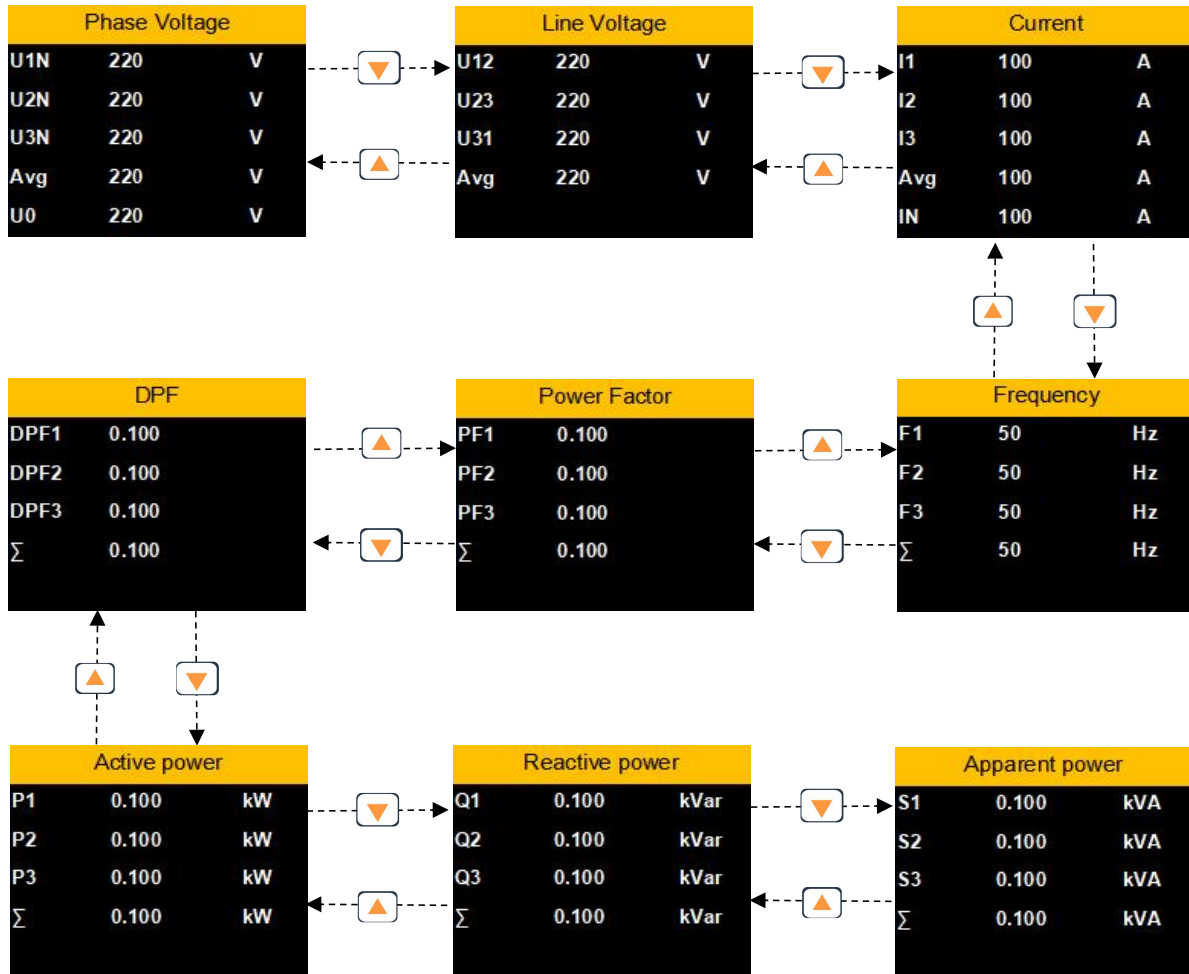 Phase Voltage
U1N 220 V
U2N 220 V
U3N 220 V
Avg 220 V
U0 220 V
Line Voltage
U12 220 V
U23 220 V
U31 220 V
Avg 220 V
Current
I1 100 A
I2 100 A
I3 100 A
Avg 100 A
IN 100 A
DPF
DPF1 0.100
DPF2 0.100
DPF3 0.100
∑ 0.100
Power Factor
PF1 0.100
PF2 0.100
PF3 0.100
∑ 0.100
Frequency
F1 50 Hz
F2 50 Hz
F3 50 Hz
∑ 50 Hz
Active power
P1 0.100 kW
P2 0.100 kW
P3 0.100 kW
∑ 0.100 kW
Reactive power
Q1 0.100 kVar
Q2 0.100 kVar
Q3 0.100 kVar
∑ 0.100 kVar
Apparent power
S1 0.100 kVA
S2 0.100 kVA
S3 0.100 kVA
∑ 0.100 kVA